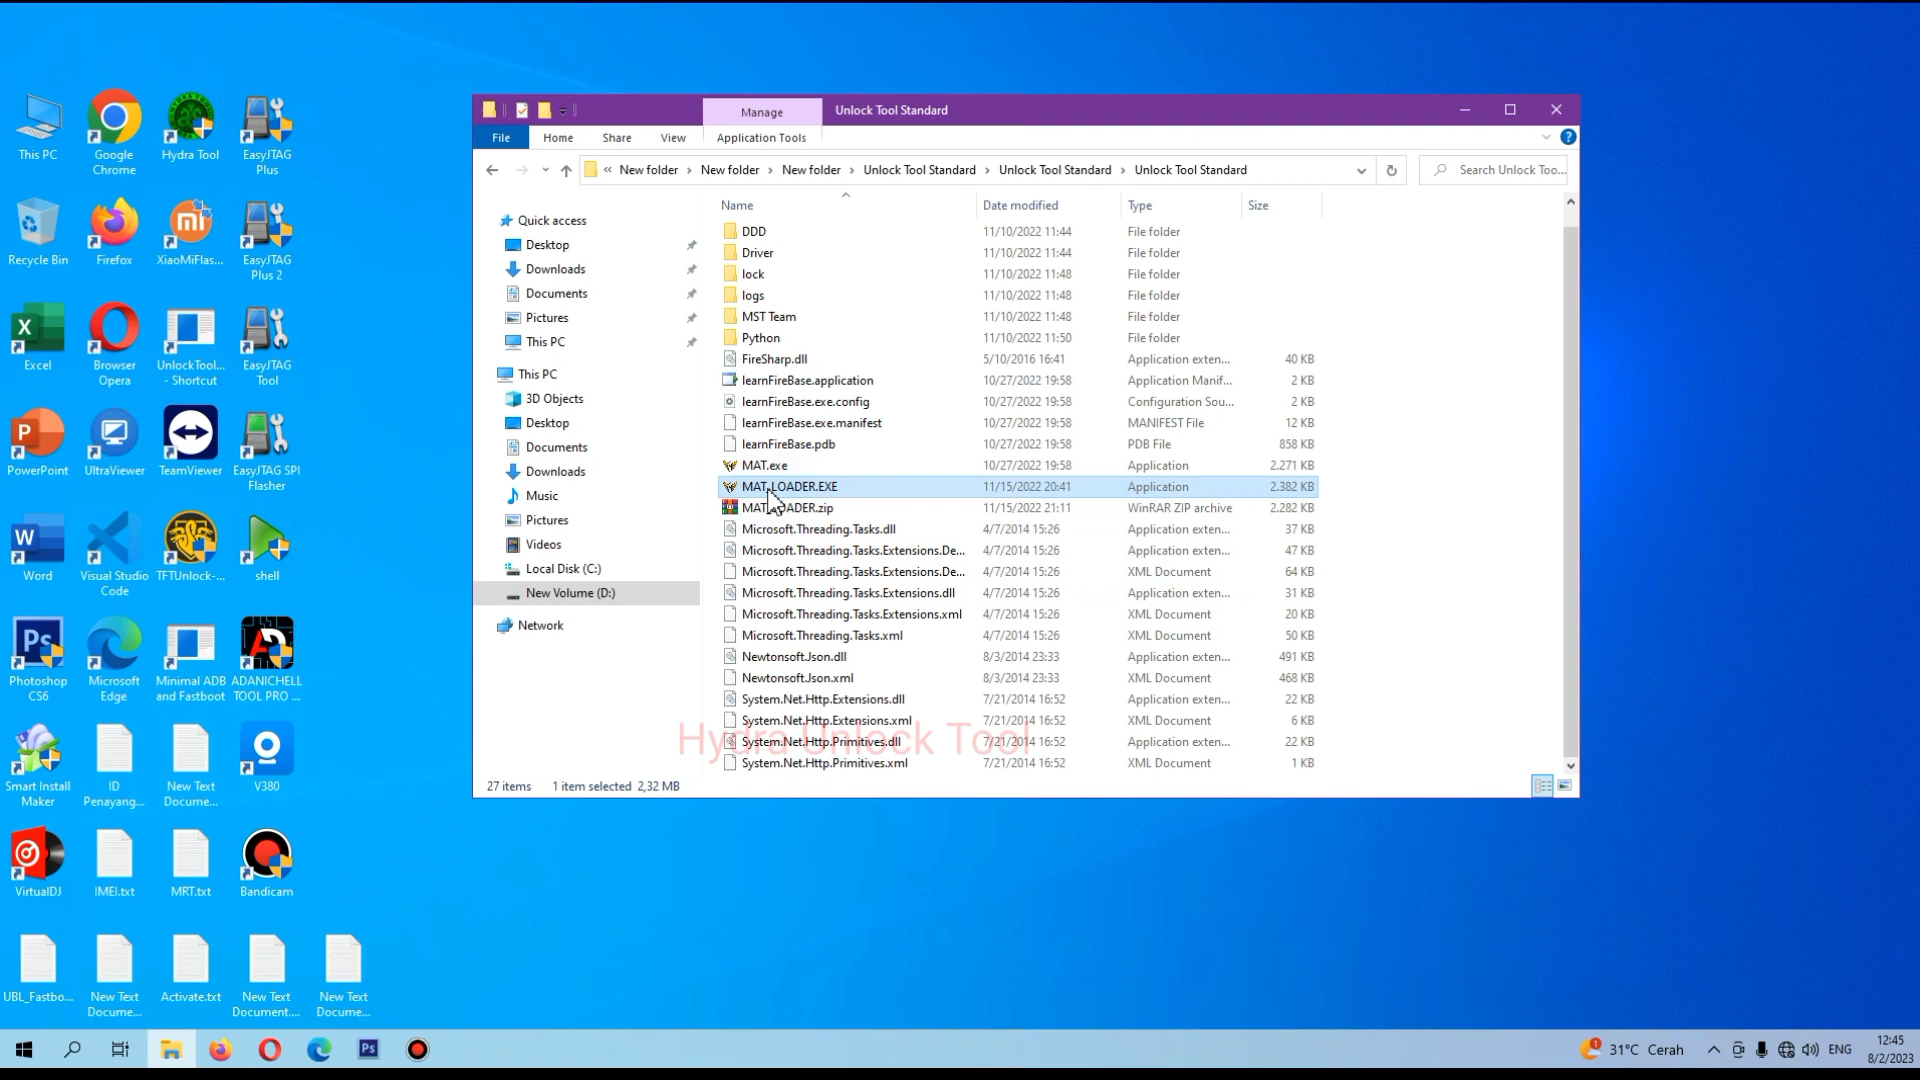 This PC
Google
Chrome
Hydra Tool
EasyJTAG
Plus
Recycle Bin
Firefox
XiaoMiFlas...
EasyJTAG
Plus 2
Excel
Browser
Opera
UnlockTool...
- Shortcut
EasyJTAG
Tool
PowerPoint
UltraViewer
TeamViewer
EasyJTAG SPI
Flasher
Word
Visual Studio
Code
TFTUnlock-...
shell
Photoshop
CS6
Microsoft
Edge
Minimal ADB
and Fastboot
ADANICHELL
TOOL PRO ...
Smart Install
Maker
ID
Penayang...
New Text
Docume...
V380
VirtualDJ
IMEI.txt
MRT.txt
Bandicam
UBL_Fastbo...
New Text
Docume...
Activate.txt
New Text
Document....
New Text
Docume...
Manage
Unlock Tool Standard
File
Home
Share
View
Application Tools
« New folder › New folder › New folder › Unlock Tool Standard › Unlock Tool Standard › Unlock Tool Standard
Search Unlock Too...
Quick access
Desktop
Downloads
Documents
Pictures
This PC
This PC
3D Objects
Desktop
Documents
Downloads
Music
Pictures
Videos
Local Disk (C:)
New Volume (D:)
Network
Name Date modified Type Size
DDD 11/10/2022 11:44 File folder
Driver 11/10/2022 11:44 File folder
lock 11/10/2022 11:48 File folder
logs 11/10/2022 11:48 File folder
MST Team 11/10/2022 11:48 File folder
Python 11/10/2022 11:50 File folder
FireSharp.dll 5/10/2016 16:41 Application exten... 40 KB
learnFireBase.application 10/27/2022 19:58 Application Manif... 2 KB
learnFireBase.exe.config 10/27/2022 19:58 Configuration Sou... 2 KB
learnFireBase.exe.manifest 10/27/2022 19:58 MANIFEST File 12 KB
learnFireBase.pdb 10/27/2022 19:58 PDB File 858 KB
MAT.exe 10/27/2022 19:58 Application 2.271 KB
MAT_LOADER.EXE 11/15/2022 20:41 Application 2.382 KB
MAT_LOADER.zip 11/15/2022 21:11 WinRAR ZIP archive 2.282 KB
Microsoft.Threading.Tasks.dll 4/7/2014 15:26 Application exten... 37 KB
Microsoft.Threading.Tasks.Extensions.De... 4/7/2014 15:26 Application exten... 47 KB
Microsoft.Threading.Tasks.Extensions.De... 4/7/2014 15:26 XML Document 64 KB
Microsoft.Threading.Tasks.Extensions.dll 4/7/2014 15:26 Application exten... 31 KB
Microsoft.Threading.Tasks.Extensions.xml 4/7/2014 15:26 XML Document 20 KB
Microsoft.Threading.Tasks.xml 4/7/2014 15:26 XML Document 50 KB
Newtonsoft.Json.dll 8/3/2014 23:33 Application exten... 491 KB
Newtonsoft.Json.xml 8/3/2014 23:33 XML Document 468 KB
System.Net.Http.Extensions.dll 7/21/2014 16:52 Application exten... 22 KB
System.Net.Http.Extensions.xml 7/21/2014 16:52 XML Document 6 KB
System.Net.Http.Primitives.dll 7/21/2014 16:52 Application exten... 22 KB
System.Net.Http.Primitives.xml 7/21/2014 16:52 XML Document 1 KB
Hydra Unlock Tool
27 items 1 item selected 2,32 MB
31°C Cerah
ENG
12:45
8/2/2023